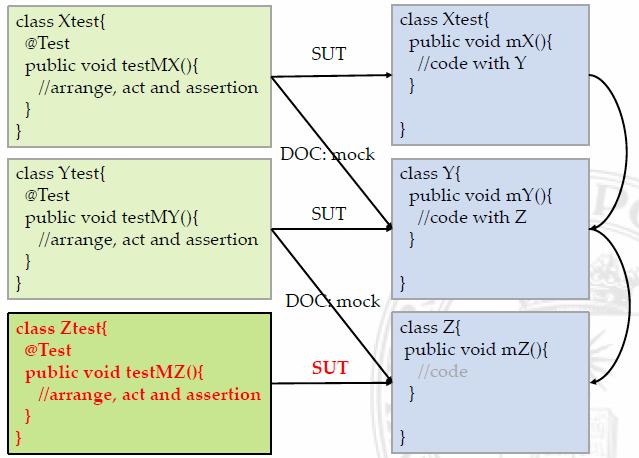 class Xtest{
@Test
public void testMX(){
//arrange, act and assertion
}
}
SUT
class Xtest{
public void mX(){
//code with Y
}
}
DOC: mock
class Ytest{
@Test
public void testMY(){
//arrange, act and assertion
}
}
SUT
class Y{
public void mY(){
//code with Z
}
}
DOC: mock
class Ztest{
@Test
public void testMZ(){
//arrange, act and assertion
}
}
SUT
class Z{
public void mZ(){
//code
}
}